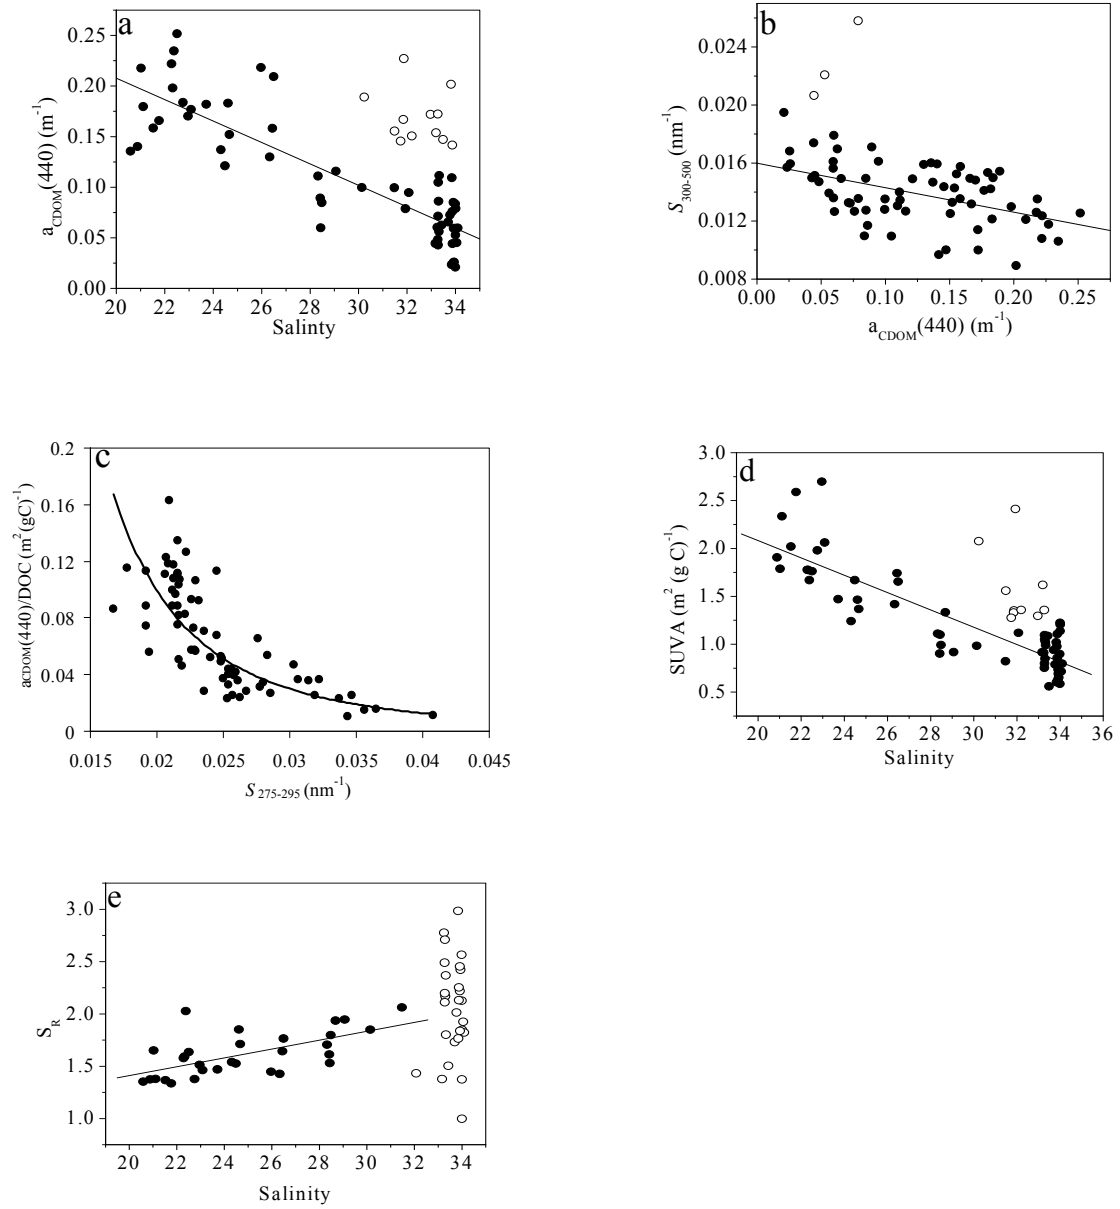 a
0.25
0.20
0.15
0.10
0.05
0.00
aCDOM(440) (m-1)
20 22 24 26 28 30 32 34
Salinty
b
0.024
0.020
0.016
0.012
0.008
S300-500 (nm-1)
0.00 0.05 0.10 0.15 0.20 0.25
aCDOM(440) (m-1)
c
0.2
0.16
0.12
0.08
0.04
0
aCDOM(440)/DOC (m2(gC)-1)
0.015 0.02 0.025 0.03 0.035 0.04 0.045
S 275-295 (nm-1)
d
3.0
2.5
2.0
1.5
1.0
0.5
SUVA (m2 (g C)-1)
20 22 24 26 28 30 32 34 36
Salinity
e
3.0
2.5
2.0
1.5
1.0
SR
20 22 24 26 28 30 32 34
Salinity